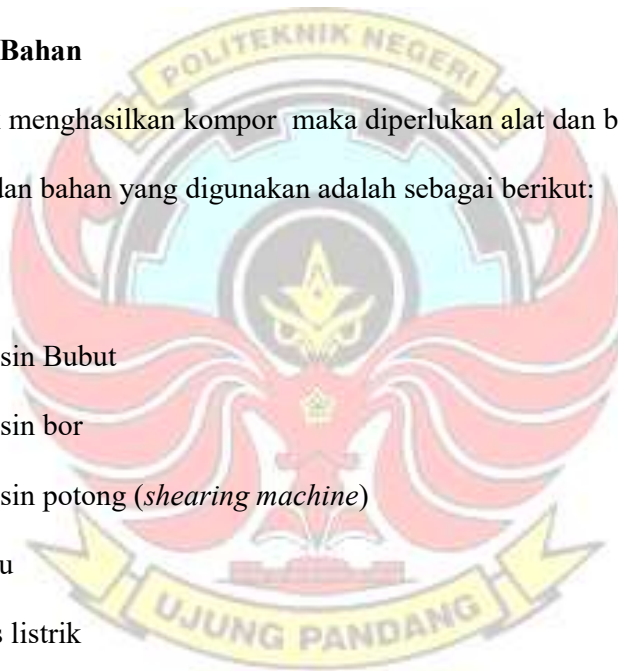 POLITEKNIK NEGERI
Bahan
menghasilkan kompor maka diperlukan alat dan b
dan bahan yang digunakan adalah sebagai berikut:
sin Bubut
sin bor
sin potong (shearing machine)
u
s listrik
UJUNG PANDANG